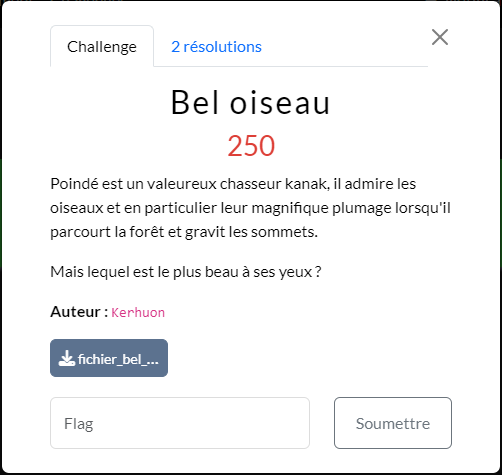 Challenge
2 résolutions
Bel oiseau
250
Poindé est un valeureux chasseur kanak, il admire les
oiseaux et en particulier leur magnifique plumage lorsqu'il
parcourt la forêt et gravit les sommets.
Mais lequel est le plus beau à ses yeux ?
Auteur : Kerhuon
fichier_bel_...
Flag
Soumettre